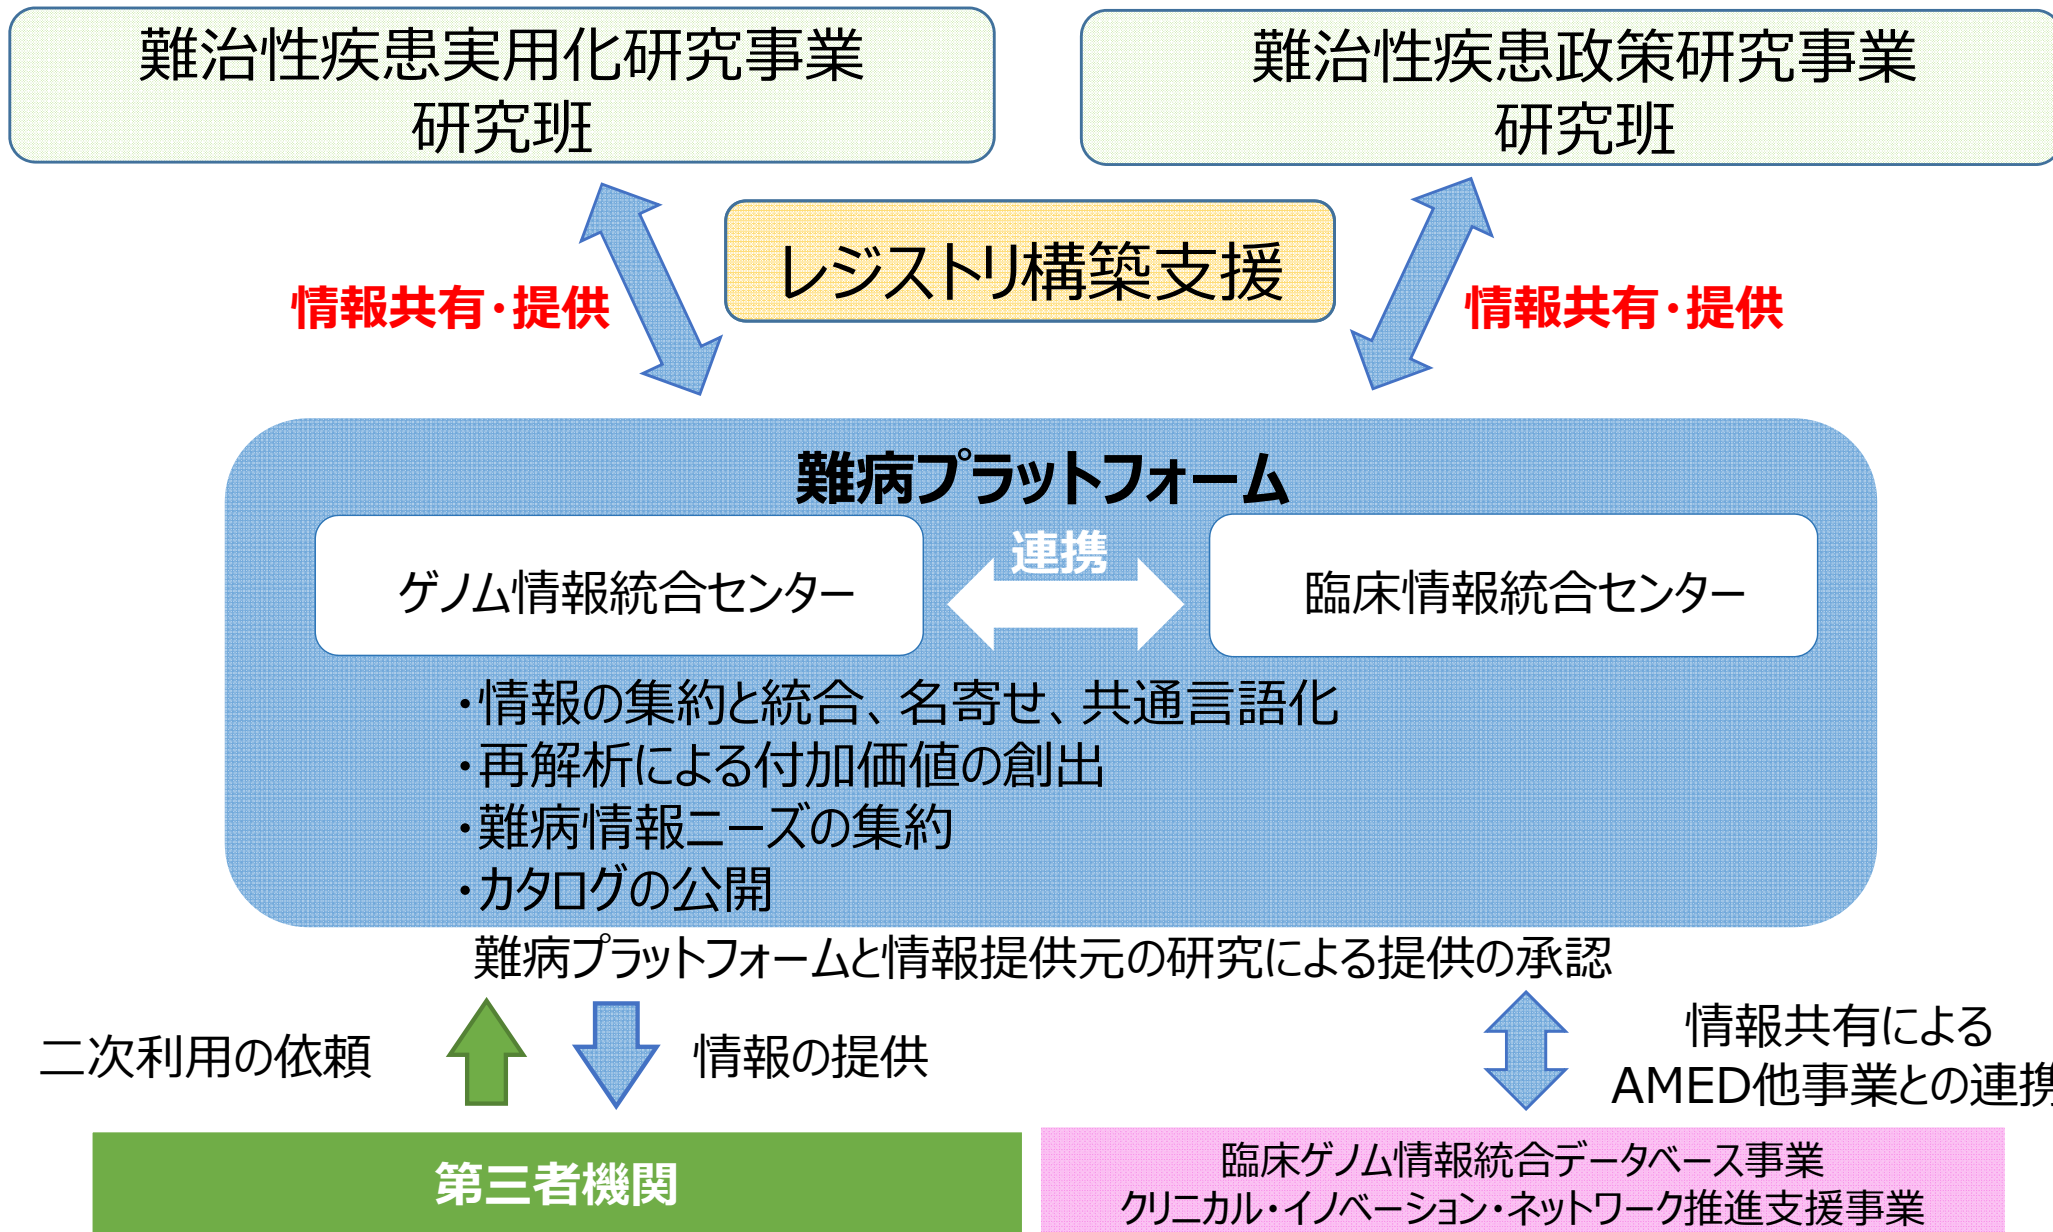 難治性疾患実用化研究事業
研究班
難治性疾患政策研究事業
研究班
レジストリ構築支援
情報共有・提供
情報共有・提供
難病プラットフォーム
連携
ゲノム情報統合センター
臨床情報統合センター
・情報の集約と統合、名寄せ、共通言語化
・再解析による付加価値の創出
・難病情報ニーズの集約
・カタログの公開
難病プラットフォームと情報提供元の研究による提供の承認
二次利用の依頼
情報の提供
情報共有による
AMED他事業との連携
第三者機関
臨床ゲノム情報統合データベース事業
クリニカル・イノベーション・ネットワーク推進支援事業